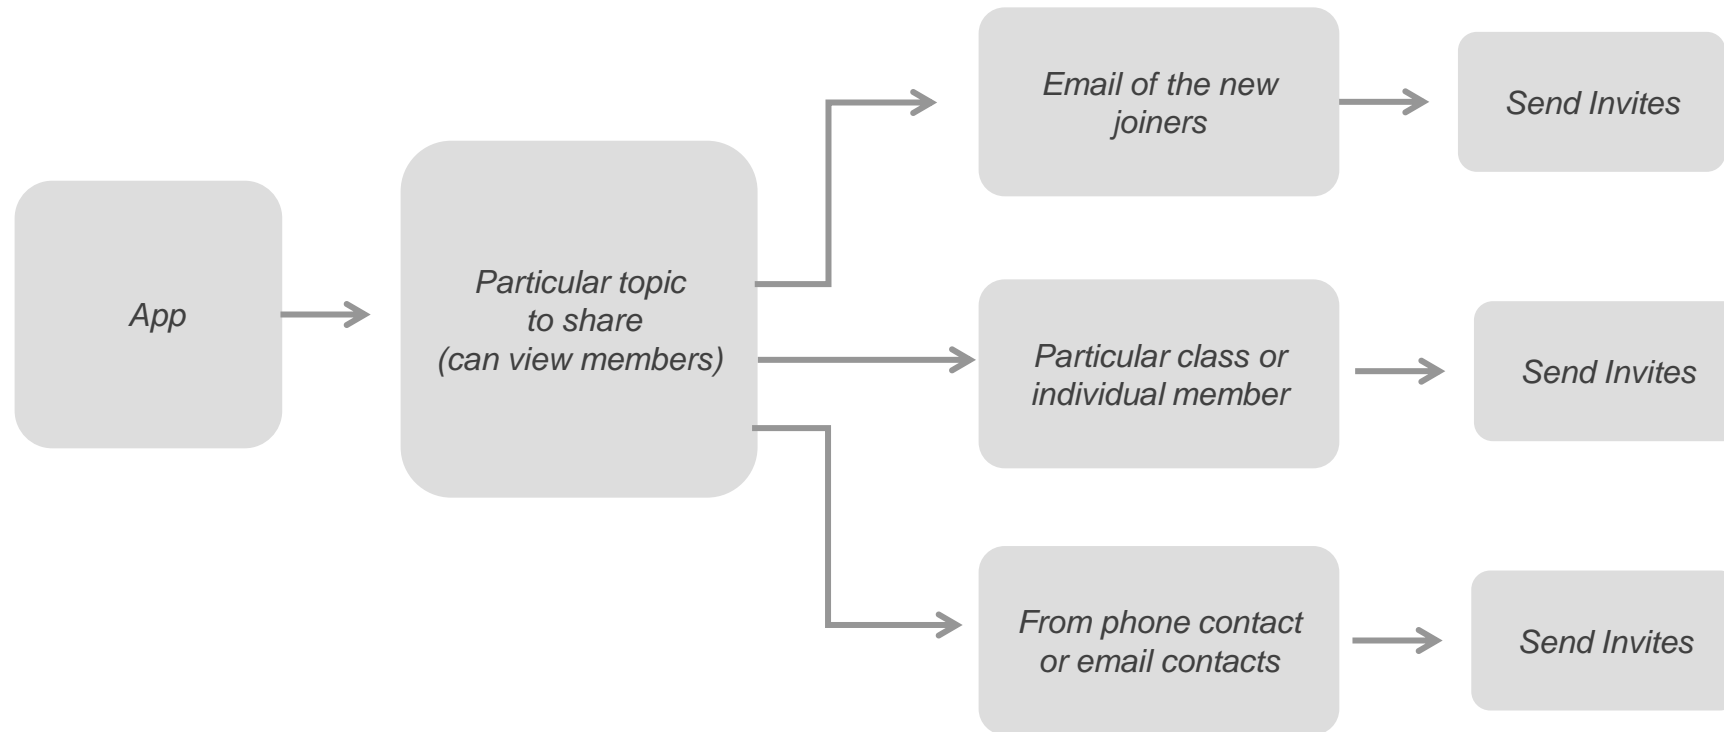 App
Particular topic
to share
(can view members)
Email of the new
joiners
Send Invites
Particular class or
individual member
Send Invites
From phone contact
or email contacts
Send Invites